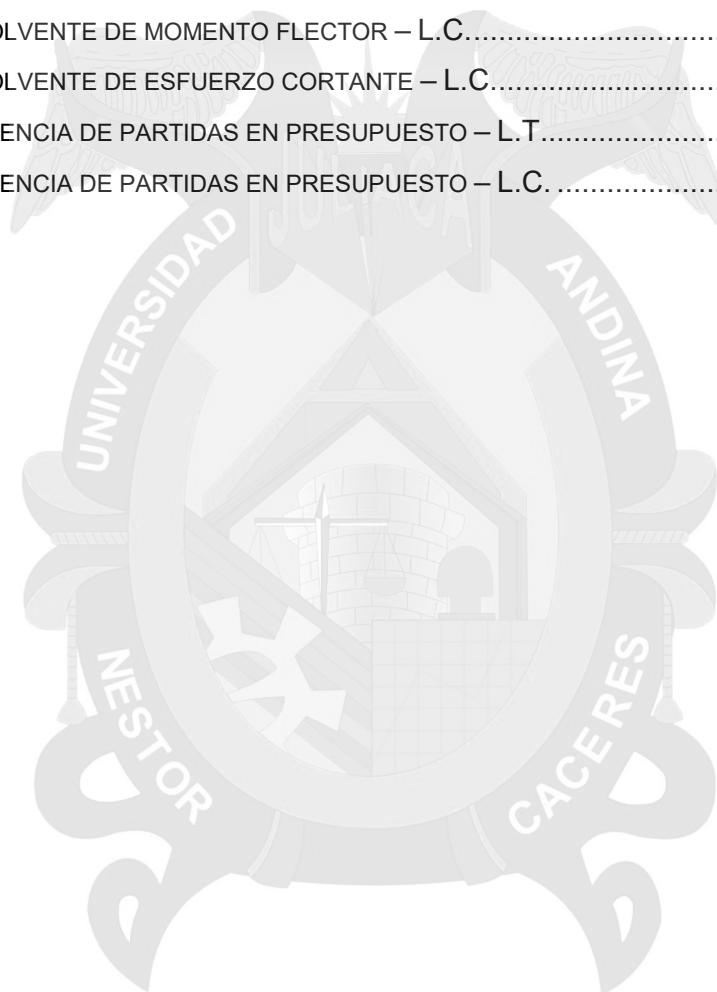 OLVENTE DE MOMENTO FLECTOR – L.C...............................
OLVENTE DE ESFUERZO CORTANTE – L.C...........................
ENCIA DE PARTIDAS EN PRESUPUESTO – L.T.....................
ENCIA DE PARTIDAS EN PRESUPUESTO – L.C. ...................
JULIACA
UNIVERSIDAD
ANDINA
NESTOR
CACERES